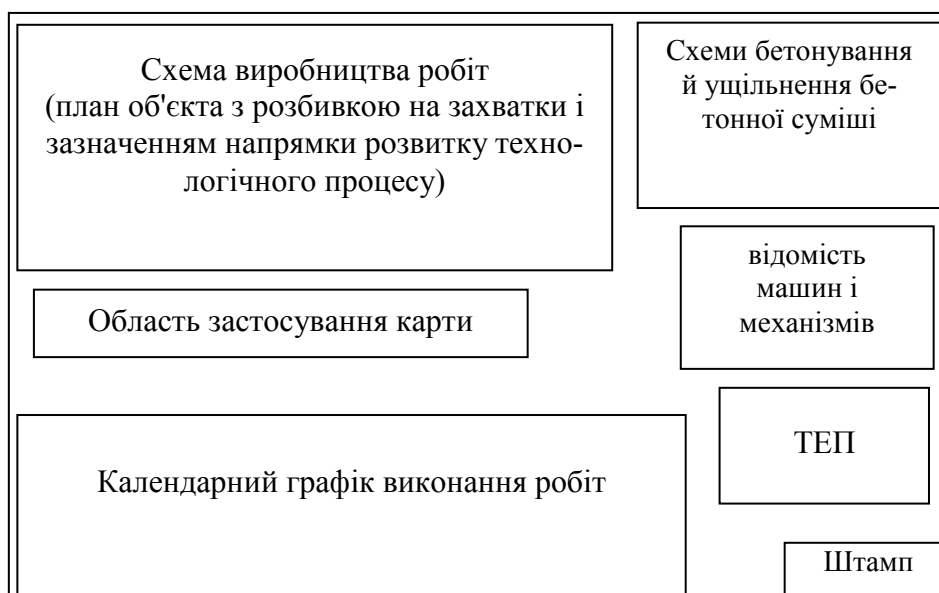 Схема виробництва робіт
(план об'єкта з розбивкою на захватки і
зазначенням напрямки розвитку техно-
логічного процесу)
Схеми бетонування
й ущільнення бе-
тонної суміші
відомість
машин і
механізмів
Область застосування карти
ТЕП
Календарний графік виконання робіт
Штамп